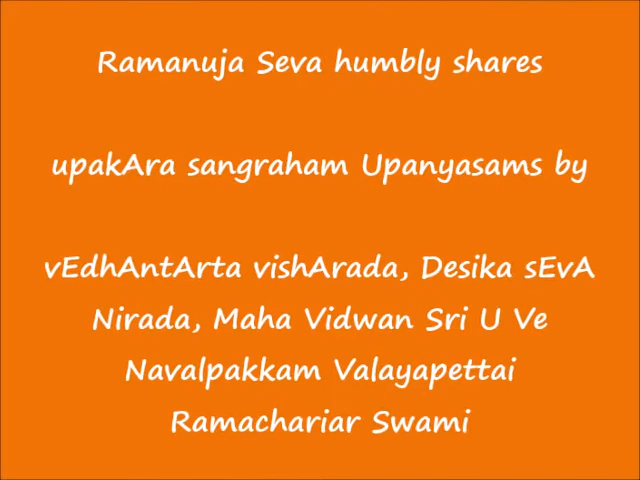 Ramanuja Seva humbly shares
upakAra sangraham Upanyasams by
vEdhAntArta vishArada, Desika sEvA
Nirada, Maha Vidwan Sri U Ve
Navalpakkam Valayapettai
Ramachariar Swami